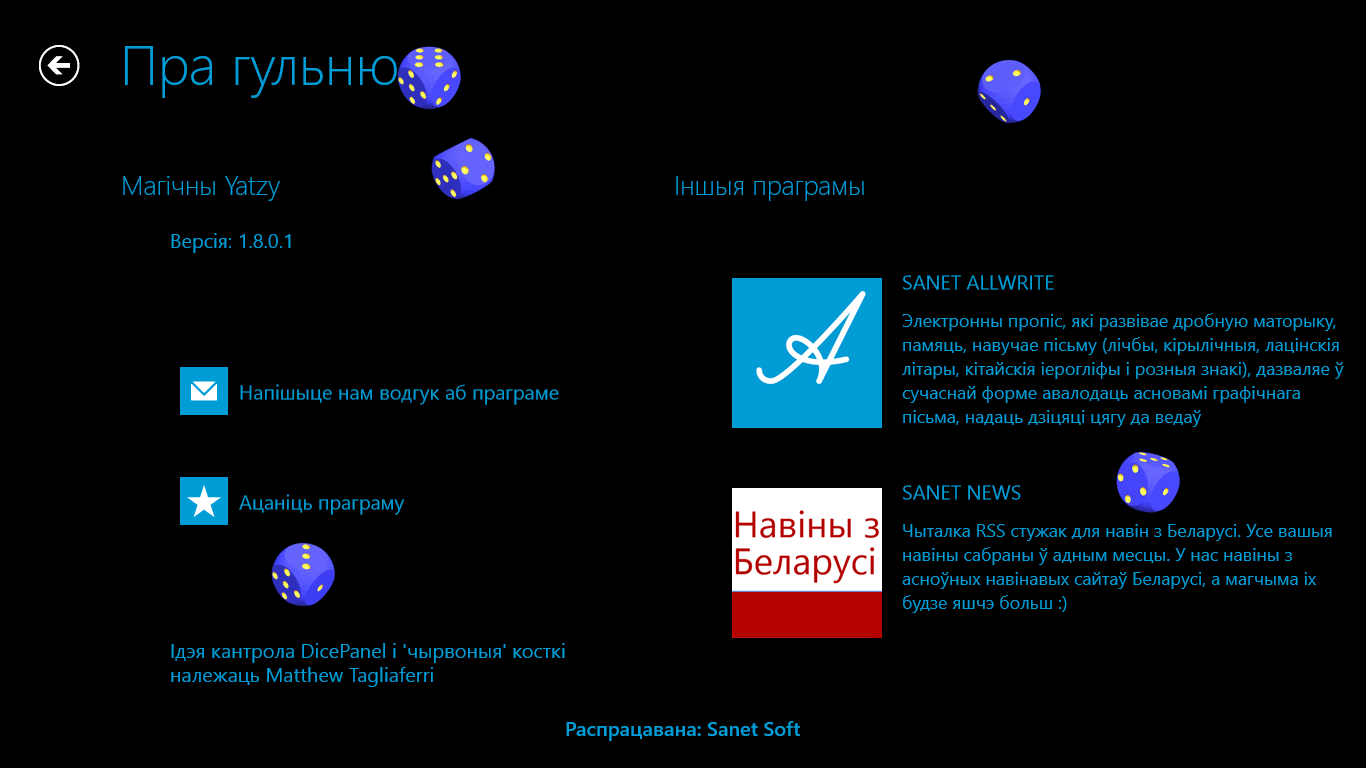 Пра гульню
Магічны Yatzy
Версія: 1.8.0.1
Напішыце нам водгук аб праграме
Ацаніць праграму
Ідэя кантрола DicePanel і 'чырвоныя' косткі
належаць Matthew Tagliaferri
Іншыя праграмы
A
SANET ALLWRITE
Электронны пропіс, які развівае дробную маторыку,
памяць, навучае пісьму (лічбы, кірылічныя, лацінскія
літары, кітайскія іерогліфы і розныя знакі), дазваляе ў
сучаснай форме авалодаць асновамі графічнага
пісьма, надаць дзіцяці цягу да ведаў
Навіны з
Беларусі
SANET NEWS
Чыталка RSS стужак для навін з Беларусі. Усе вашыя
навіны сабраны ў адным месцы. У нас навіны з
асноўных навінавых сайтаў Беларусі, а магчыма іх
будзе яшчэ больш :)
Распрацавана: Sanet Soft